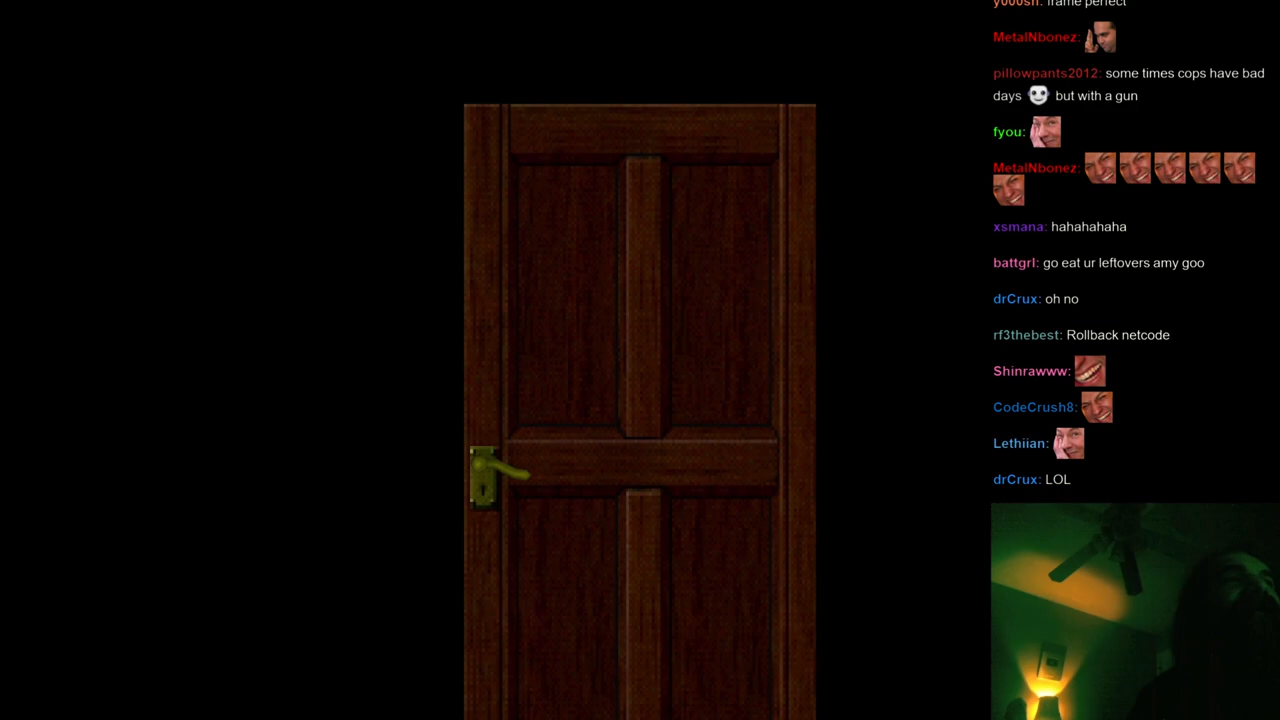 y000sh: frame perfect
MetalNbonez:
pillowpants2012: some times cops have bad
days but with a gun
fyou:
MetalNbonez:
xsmana: hahahahaha
battgrl: go eat ur leftovers amy goo
drCrux: oh no
rf3thebest: Rollback netcode
Shinrawww:
CodeCrush8:
Lethiian:
drCrux: LOL